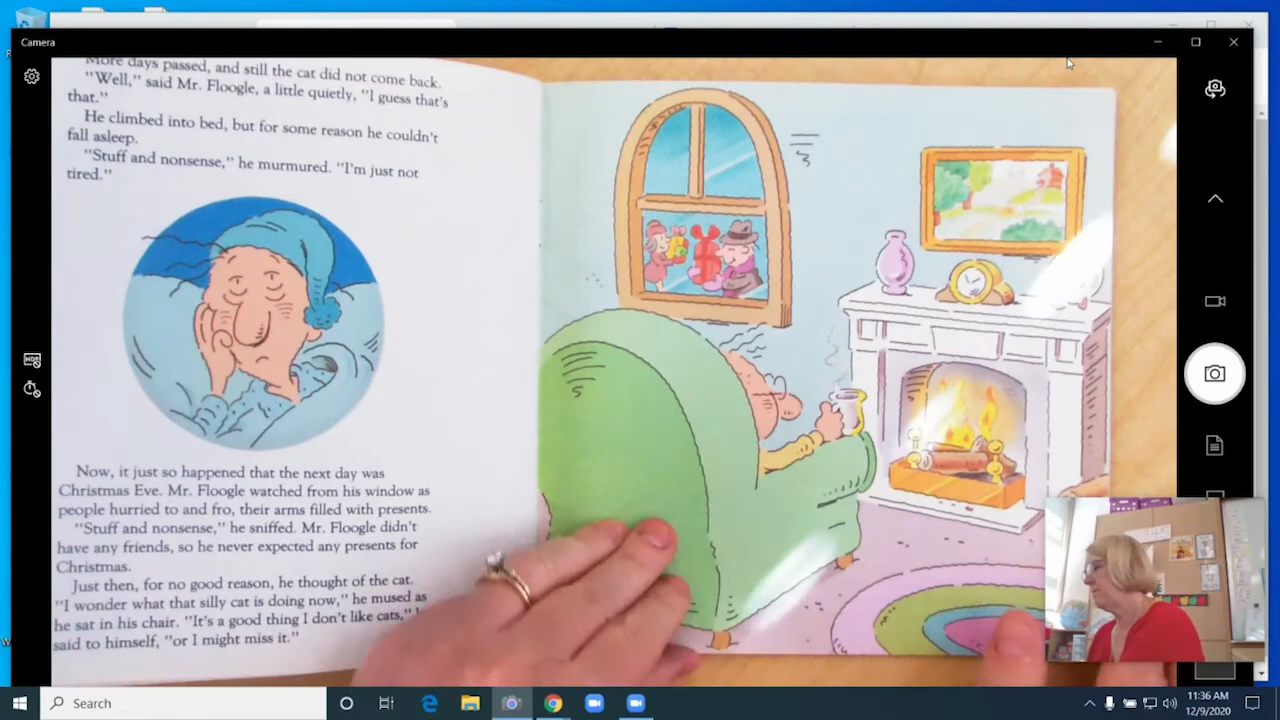 Camera
More days passed, and still the cat did not come back.
"Well," said Mr. Floogle, a little quietly, "I guess that's
that."
He climbed into bed, but for some reason he couldn't
fall asleep.
"Stuff and nonsense," he murmured. "I'm just not
tired."
Now, it just so happened that the next day was
Christmas Eve. Mr. Floogle watched from his window as
people hurried to and fro, their arms filled with presents.
"Stuff and nonsense," he sniffed. Mr. Floogle didn't
have any friends, so he never expected any presents for
Christmas.
Just then, for no good reason, he thought of the cat.
"I wonder what that silly cat is doing now," he mused as
he sat in his chair. "It's a good thing I don't like cats,"
said to himself, "or I might miss it."
Search
11:36 AM
12/9/2020